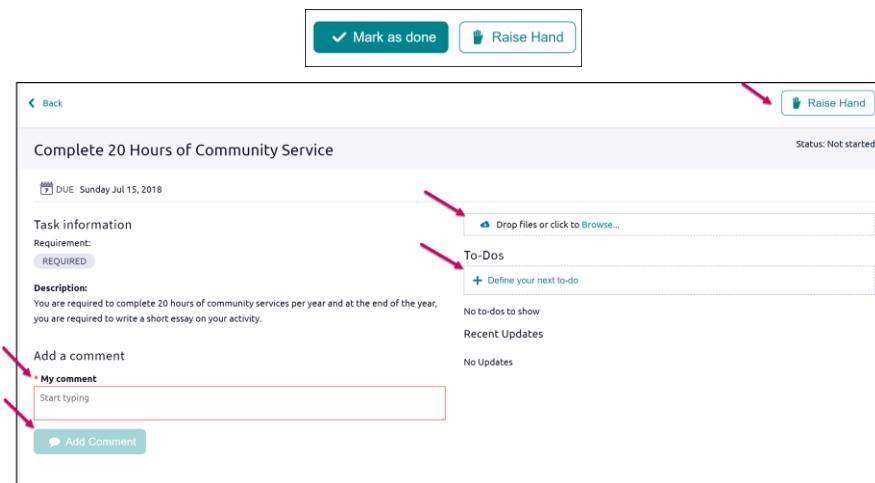 Mark as done
Raise Hand
Back
Raise Hand
Complete 20 Hours of Community Service
Status: Not started
7
DUE Sunday Jul 15, 2018
Task information
Requirement:
REQUIRED
Description:
You are required to complete 20 hours of community services per year and at the end of the year,
you are required to write a short essay on your activity.
Add a comment
* My comment
Start typing
Add Comment
Drop files or click to Browse...
To-Dos
+ Define your next to-do
No to-dos to show
Recent Updates
No Updates